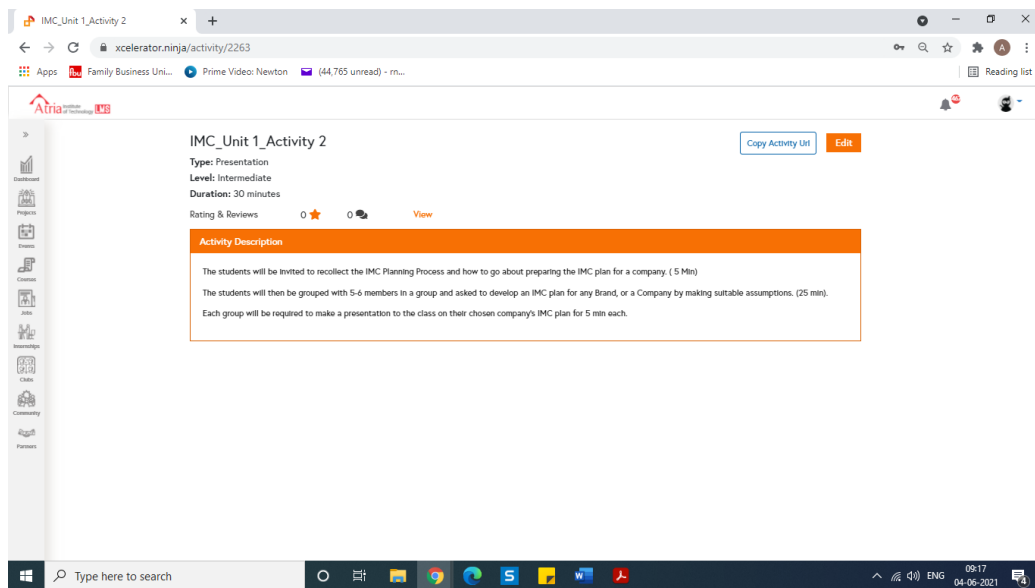 IMC_Unit 1_Activity 2
xcelerator.ninja/activity/2263
A
Apps fbu Family Business Uni... Prime Video: Newton (44,765 unread) - rn...
Reading list
Atria Institute of Technology LMS
IMC_Unit 1_Activity 2
Copy Activity Url
Edit
Type: Presentation
Level: Intermediate
Duration: 30 minutes
Rating & Reviews 0 0 View
Activity Description
The students will be invited to recollect the IMC Planning Process and how to go about preparing the IMC plan for a company. ( 5 Min)
The students will then be grouped with 5-6 members in a group and asked to develop an IMC plan for any Brand, or a Company by making suitable assumptions. (25 min).
Each group will be required to make a presentation to the class on their chosen company's IMC plan for 5 min each.
Dashboard
Projects
Events
Courses
Jobs
Internships
Clubs
Community
Partners
Type here to search
S
W
ENG
09:17
04-06-2021